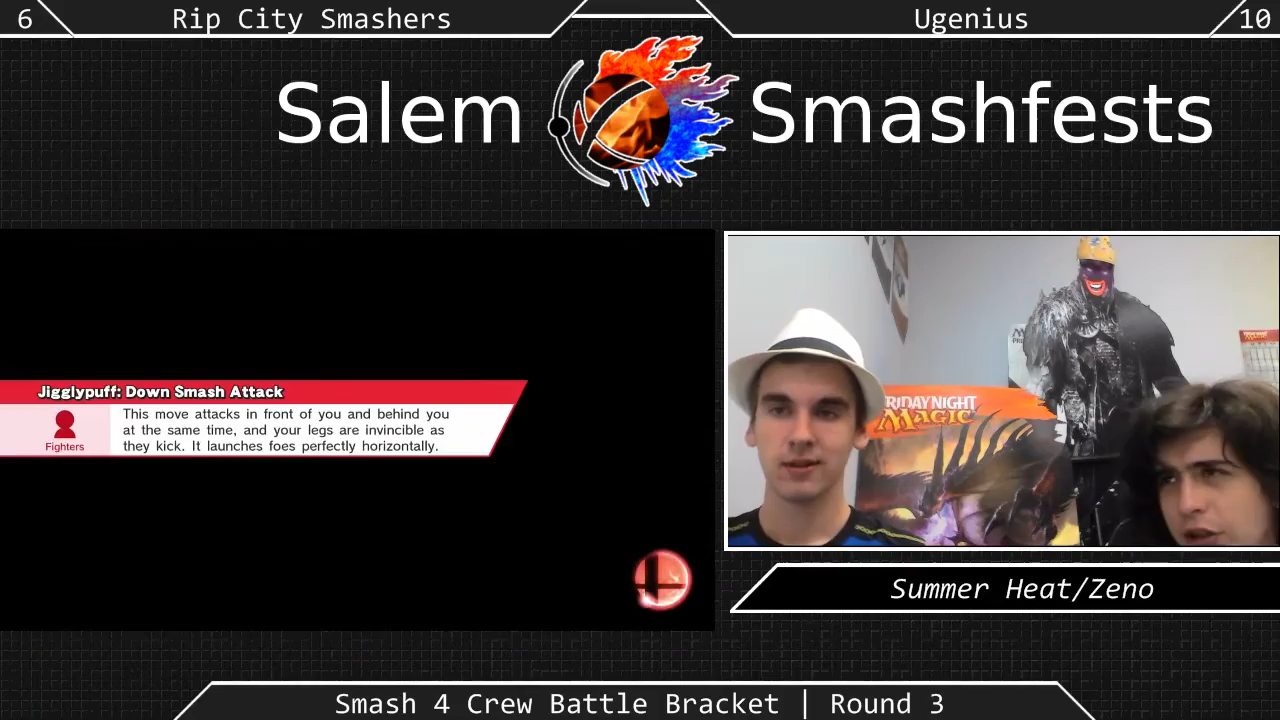 6
Rip City Smashers
Ugenius
10
Salem Smashfests
Jigglypuff: Down Smash Attack
Fighters
This move attacks in front of you and behind you
at the same time, and your legs are invincible as
they kick. It launches foes perfectly horizontally.
FRIDAY NIGHT
MAGIC
Summer Heat/Zeno
Smash 4 Crew Battle Bracket | Round 3